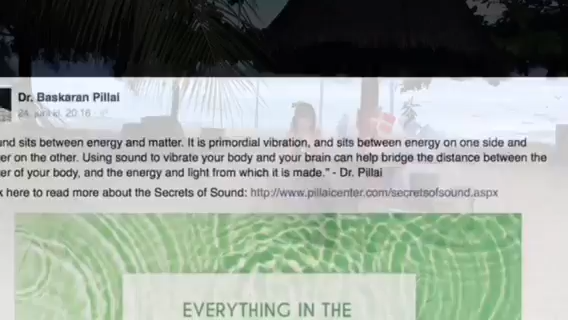 Dr. Baskaran Pillai
und sits between energy and matter. It is primordial vibration, and sits between energy on one side and
er on the other. Using sound to vibrate your body and your brain can help bridge the distance between the
er of your body, and the energy and light from which it is made." - Dr. Pillai
k here to read more about the Secrets of Sound: http://www.pillaicenter.com/secretsofsound.aspx
EVERYTHING IN THE